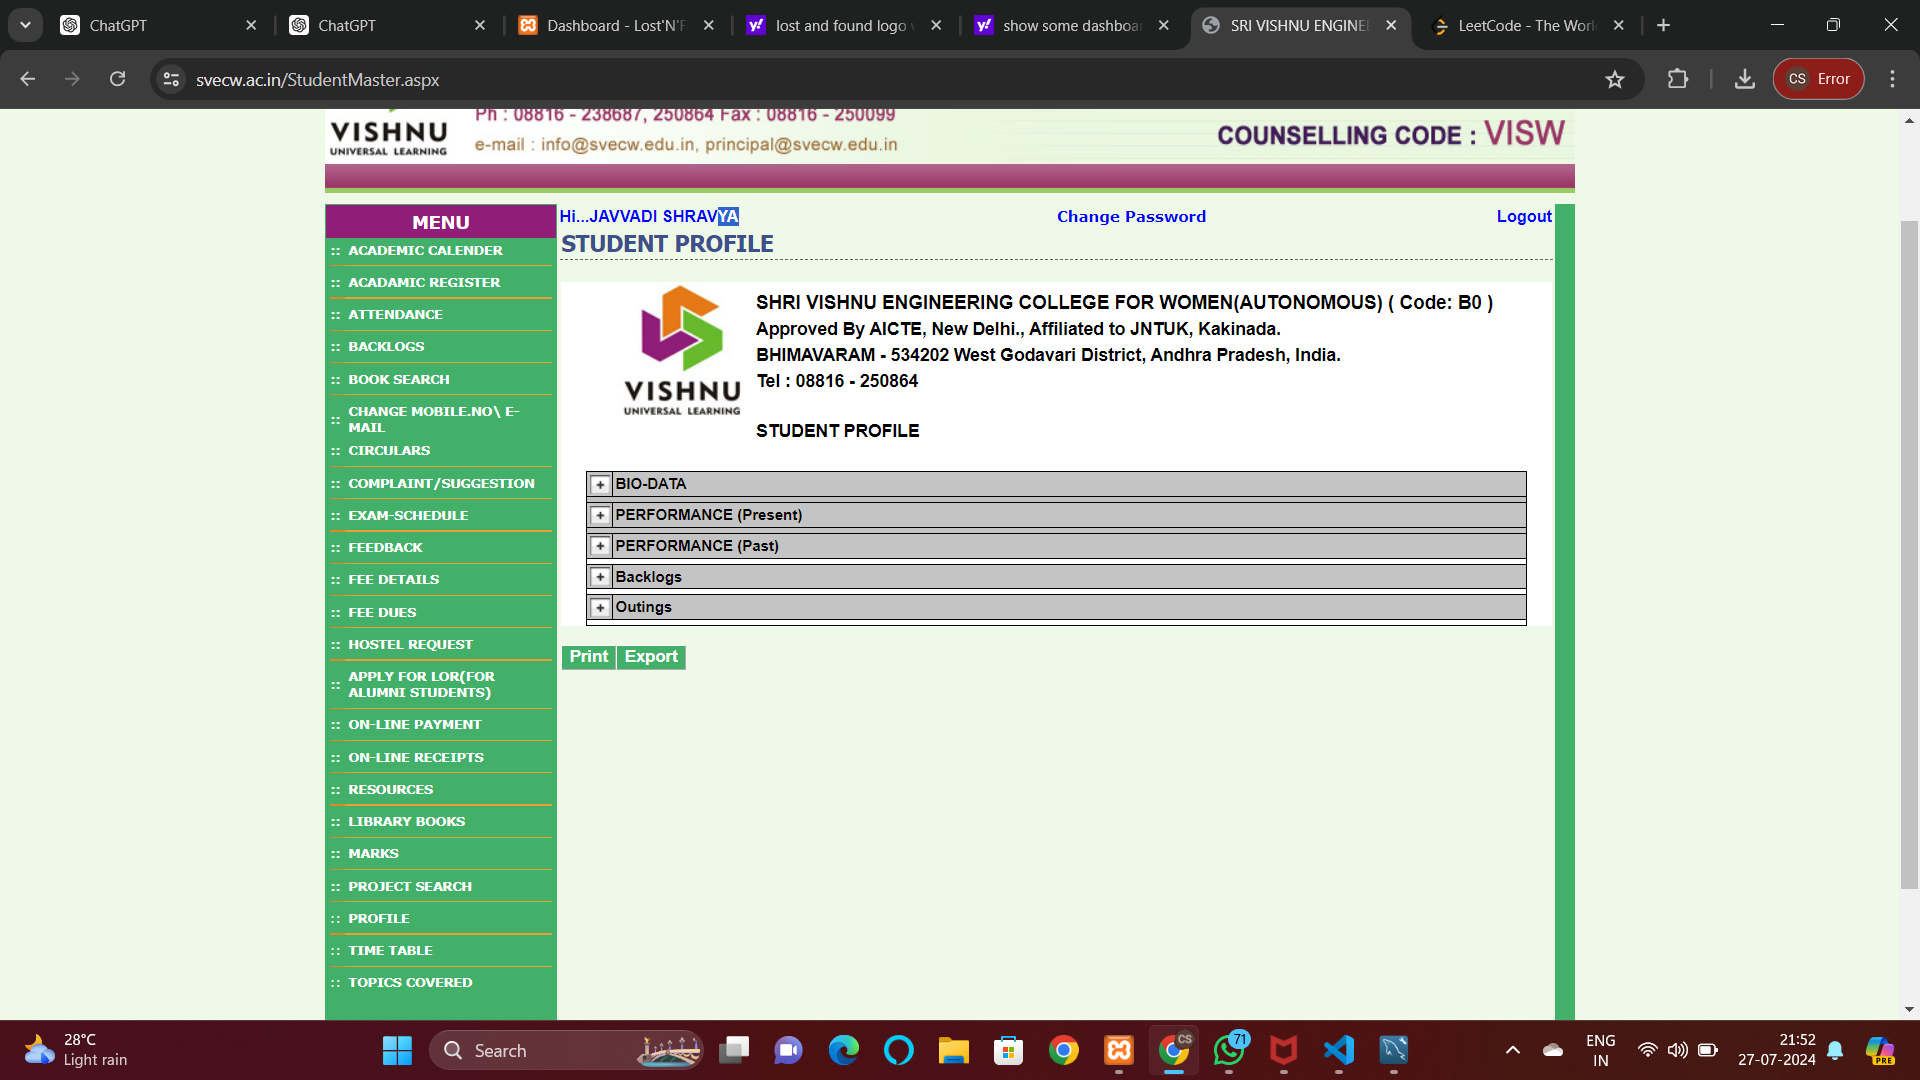 ChatGPT
ChatGPT
Dashboard - Lost'N'F
lost and found logo
show some dashboa
SRI VISHNU ENGINEE
LeetCode - The Worl
svecw.ac.in/StudentMaster.aspx
CS Error
VISHNU
UNIVERSAL LEARNING
Ph : 08816 - 238687, 250864 Fax : 08816 - 250099
e-mail : info@svecw.edu.in, principal@svecw.edu.in
COUNSELLING CODE : VISW
MENU
:: ACADEMIC CALENDER
:: ACADAMIC REGISTER
:: ATTENDANCE
:: BACKLOGS
:: BOOK SEARCH
:: CHANGE MOBILE.NO\ E-
MAIL
:: CIRCULARS
:: COMPLAINT/SUGGESTION
:: EXAM-SCHEDULE
:: FEEDBACK
:: FEE DETAILS
:: FEE DUES
:: HOSTEL REQUEST
:: APPLY FOR LOR(FOR
ALUMNI STUDENTS)
:: ON-LINE PAYMENT
:: ON-LINE RECEIPTS
:: RESOURCES
:: LIBRARY BOOKS
:: MARKS
:: PROJECT SEARCH
:: PROFILE
:: TIME TABLE
:: TOPICS COVERED
Hi...JAVVADI SHRAVYA
Change Password
Logout
STUDENT PROFILE
VISHNU
UNIVERSAL LEARNING
SHRI VISHNU ENGINEERING COLLEGE FOR WOMEN(AUTONOMOUS) ( Code: B0 )
Approved By AICTE, New Delhi., Affiliated to JNTUK, Kakinada.
BHIMAVARAM - 534202 West Godavari District, Andhra Pradesh, India.
Tel : 08816 - 250864
STUDENT PROFILE
+ BIO-DATA
+ PERFORMANCE (Present)
+ PERFORMANCE (Past)
+ Backlogs
+ Outings
Print Export
28°C
Light rain
Search
CS
71
ENG
IN
21:52
27-07-2024
PRE